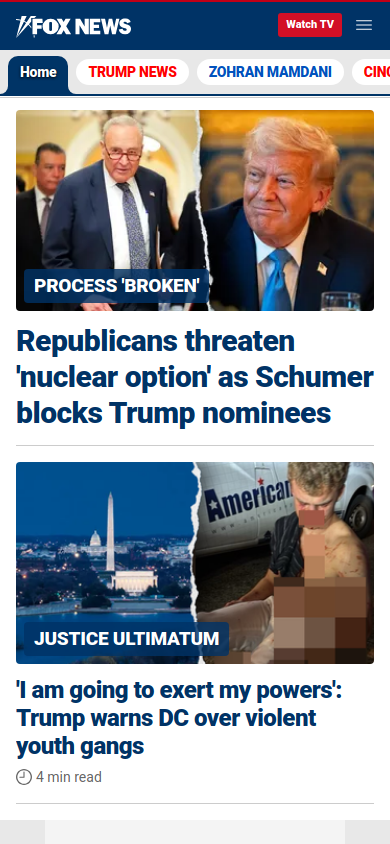 FOX NEWS
Watch TV
Home
TRUMP NEWS
ZOHRAN MAMDANI
PROCESS 'BROKEN'
Republicans threaten
'nuclear option' as Schumer
blocks Trump nominees
American
JUSTICE ULTIMATUM
'I am going to exert my powers':
Trump warns DC over violent
youth gangs
4 min read